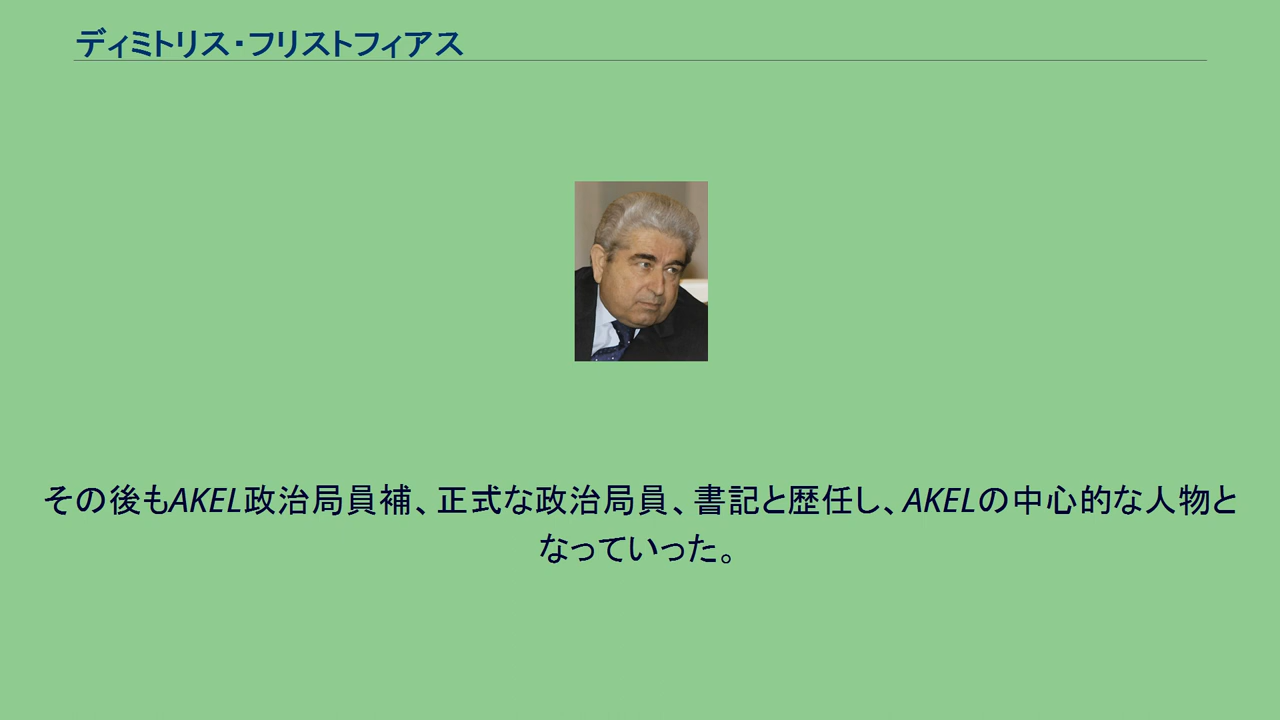 ディミトリス・フリストフィアス
その後もAKEL政治局員補、正式な政治局員、書記と歴任し、AKELの中心的な人物と
なっていった。